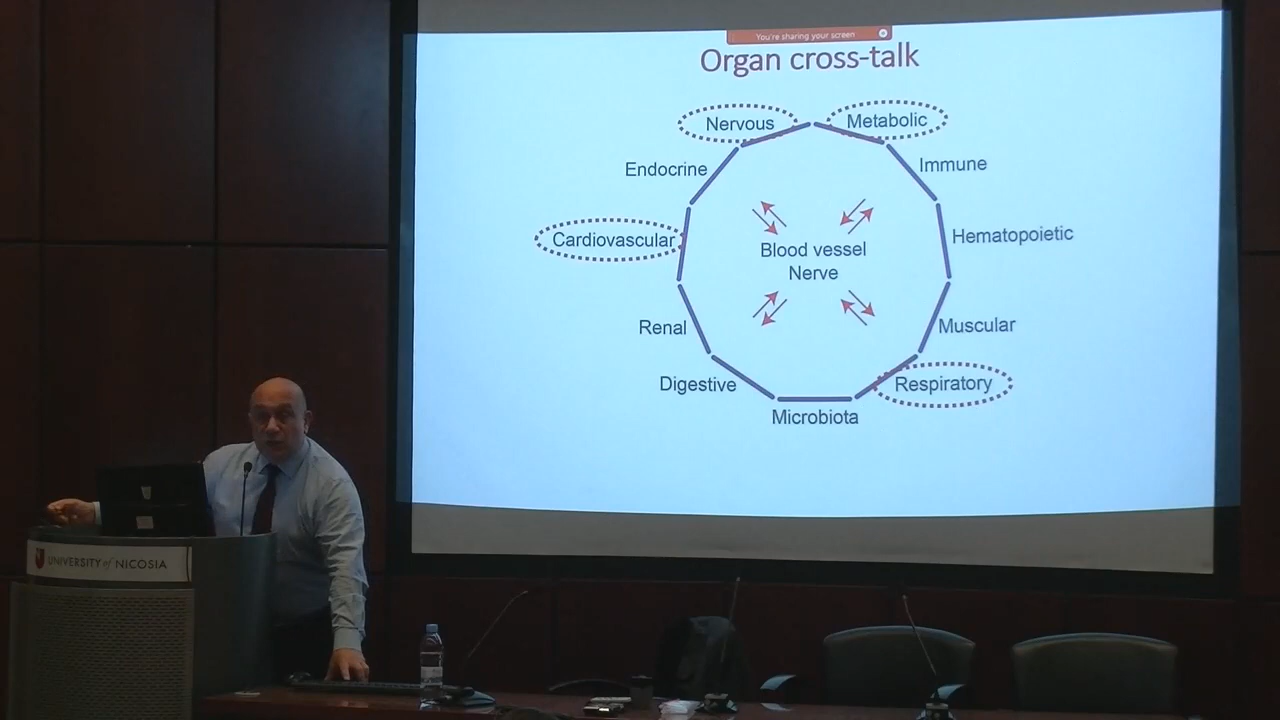 You're sharing your screen
Organ cross-talk
Nervous
Metabolic
Endocrine
Immune
Cardiovascular
Hematopoietic
Blood vessel
Nerve
Renal
Muscular
Digestive
Respiratory
Microbiota
UNIVERSITY of NICOSIA